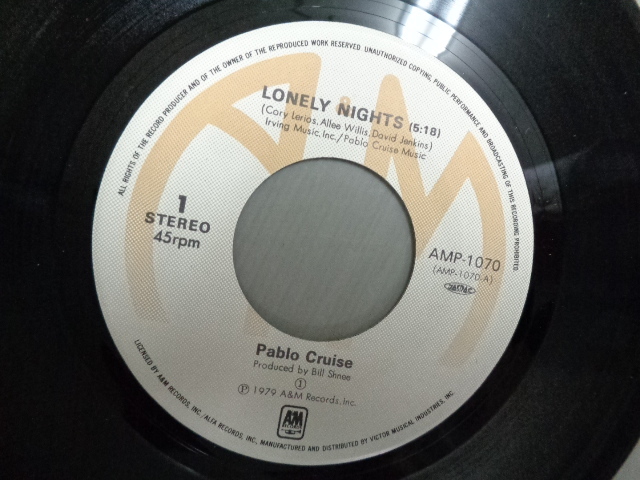 ALL RIGHTS OF THE RECORD PRODUCER AND OF THE OWNER OF THE REPRODUCED WORK RESERVED. UNAUTHORIZED COPYING, PUBLIC PERFORMANCE AND BROADCASTING OF THIS RECORD PROHIBITED
A&M
LONELY NIGHTS (5:18)
(Cory Lerios, Allee Willis, David Jenkins)
Irving Music, Inc./Pablo Cruise Music
1
STEREO
45rpm
AMP-1070
(AMP-1070-A)
Pablo Cruise
Produced by Bill Shnee
①
Ⓟ 1979 A&M Records, Inc.
A&M
LICENSED BY A&M RECORDS, INC./ALFA RECORDS, INC., MANUFACTURED AND DISTRIBUTED BY VICTOR MUSICAL INDUSTRIES, INC